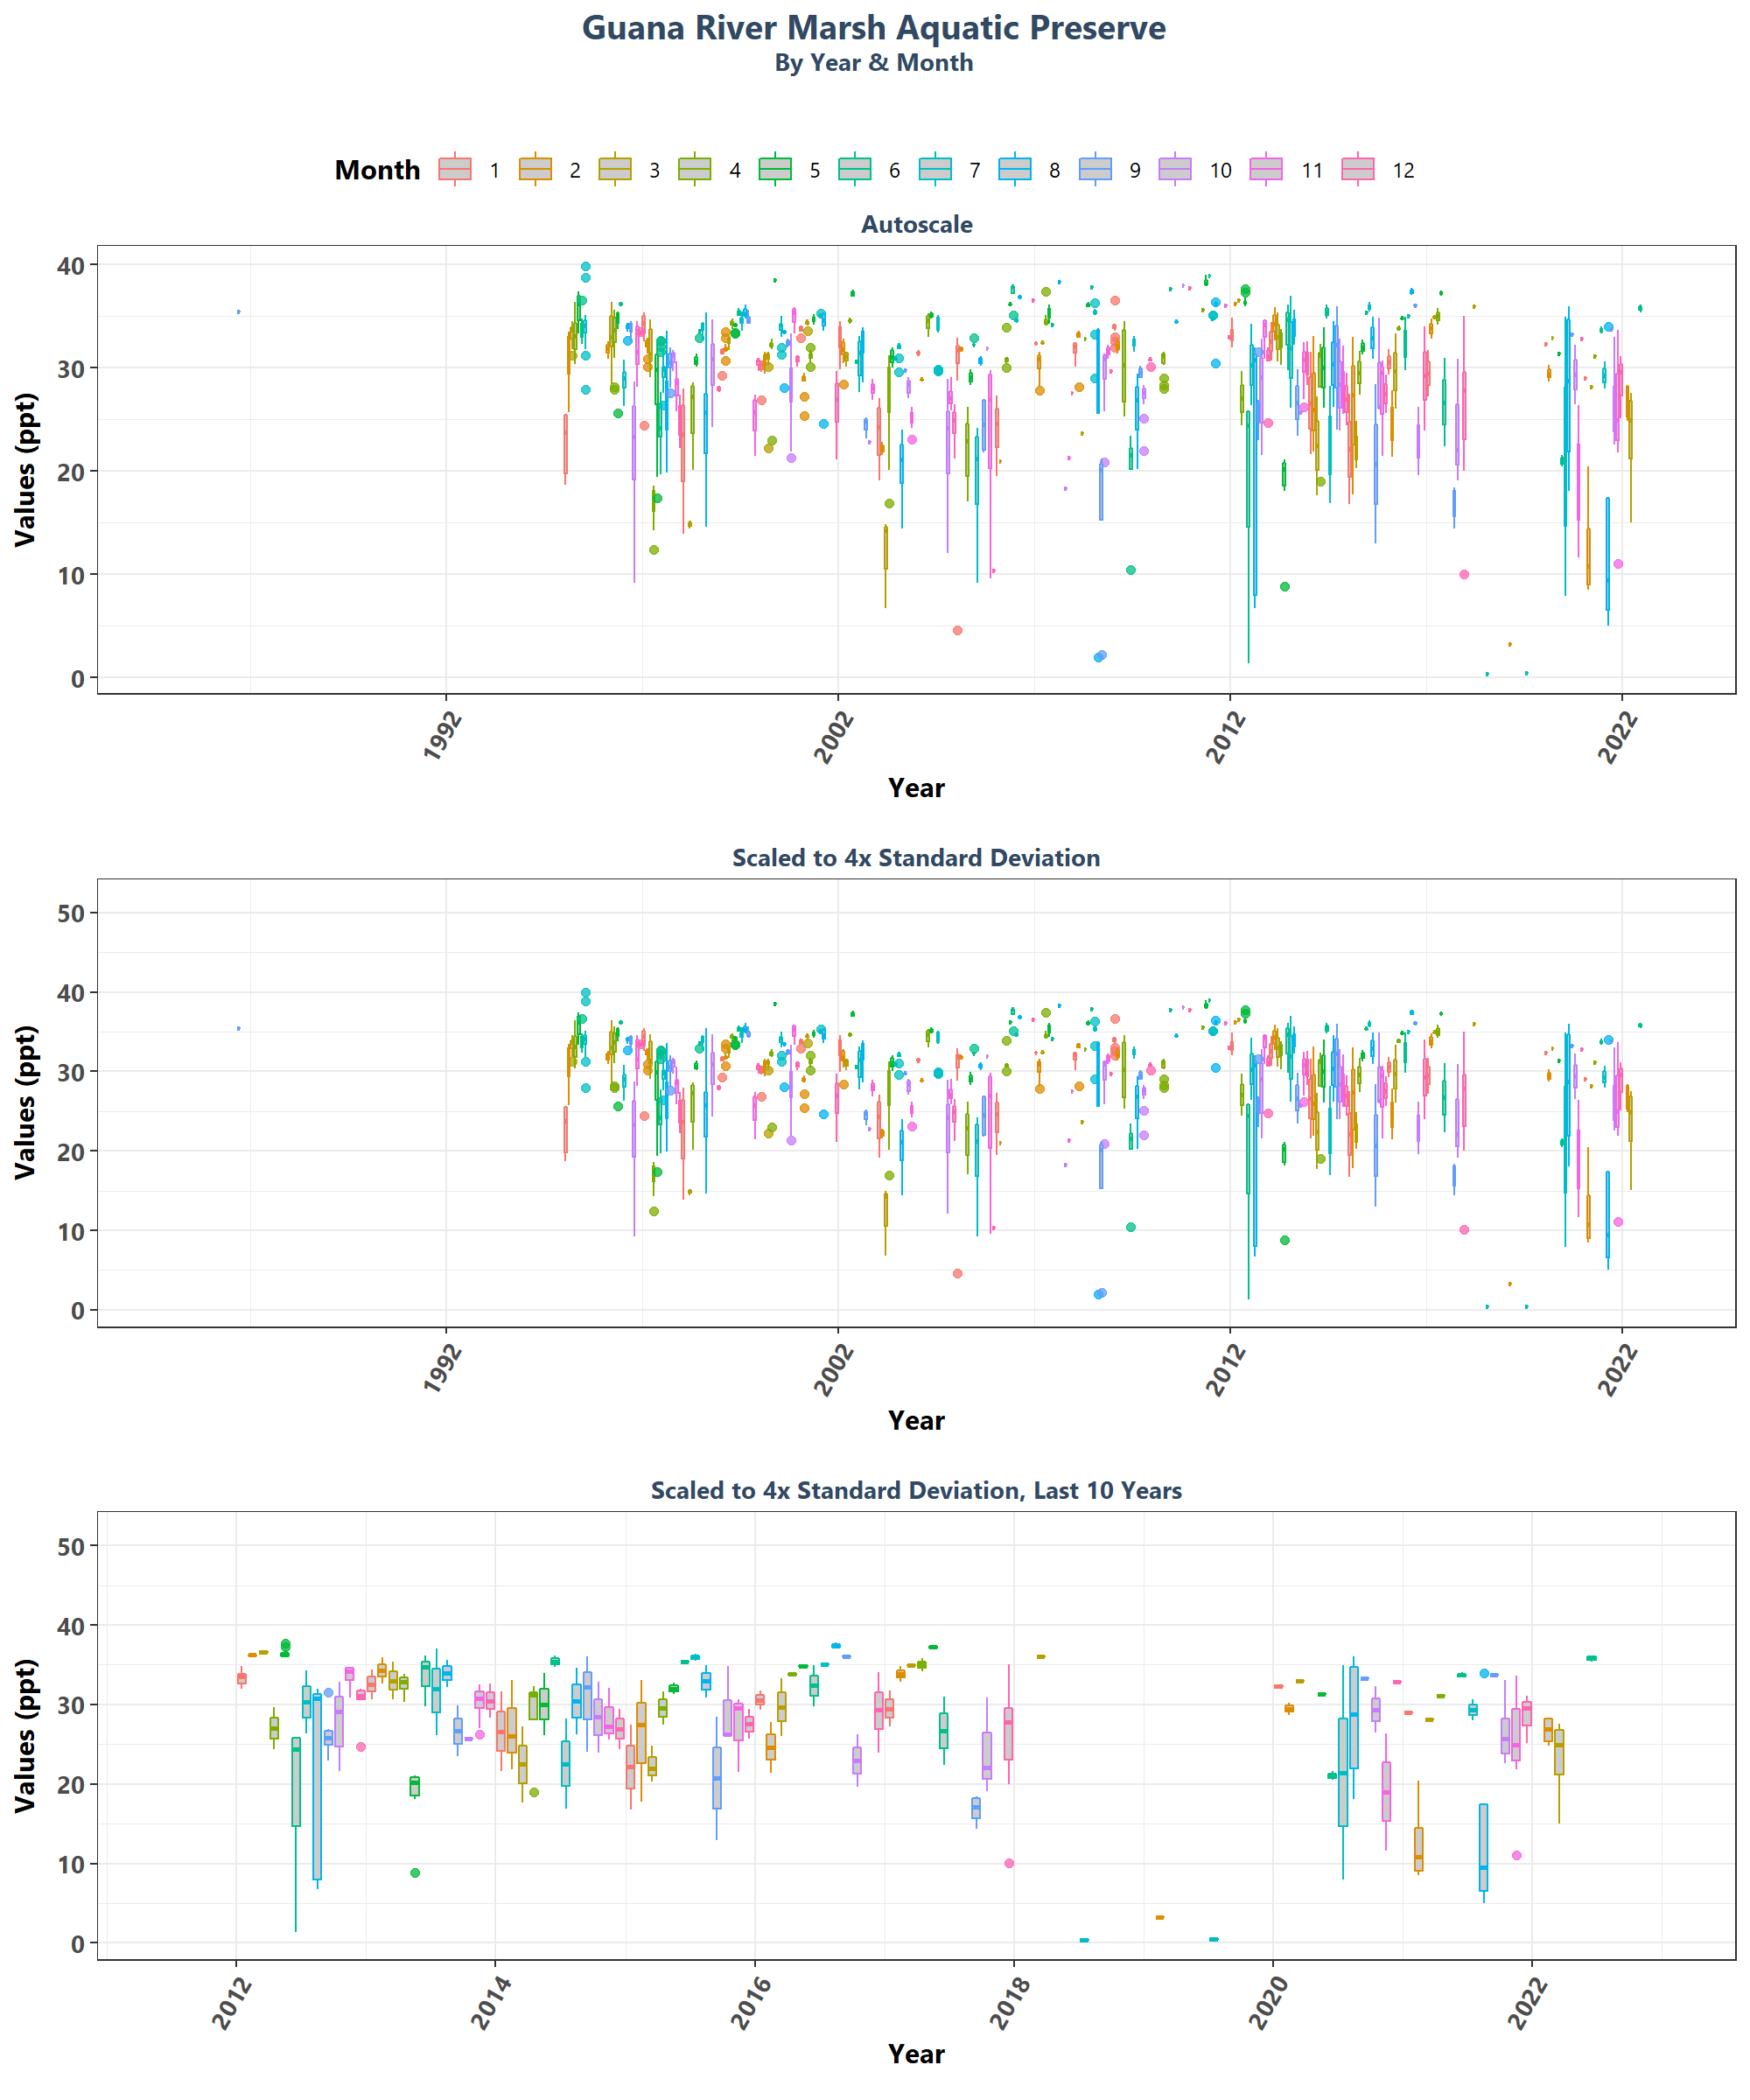 Guana River Marsh Aquatic Preserve
By Year & Month
Month 1 2 3 4 5 6 7 8 9 10 11 12
Autoscale
Values (ppt)
40
30
20
10
0
1992 2002 2012 2022
Year
Scaled to 4x Standard Deviation
Values (ppt)
50
40
30
20
10
0
1992 2002 2012 2022
Year
Scaled to 4x Standard Deviation, Last 10 Years
Values (ppt)
50
40
30
20
10
0
2012 2014 2016 2018 2020 2022
Year